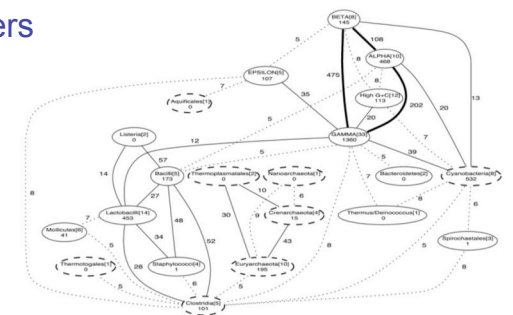 ers
BETA[8]
145
5
108
8
ALPHA[10]
468
EPSILON[5]
107
475
8
35
High G+C[12]
113
202
20
13
Aquificales[1]
0
20
7
Listeria[2]
0
12
GAMMA[33]
1360
39
57
5
5
5
14
Bacilli[5]
173
Thermoplasmatales[2]
0
Nanoarchaeota[1]
0
Bacteroidetes[2]
0
Cyanobacteria[8]
532
8
27
10
7
8
6
Lactobacilli[14]
453
9
Crenarchaeota[4]
15
Thermus/Deinococcus[1]
0
7
48
30
Mollicutes[6]
41
34
52
43
Spirochaetales[3]
1
5
8
5
Thermotogales[1]
0
28
Staphylococci[4]
1
Euryarchaeota[10]
195
8
5
6
5
Clostridia[5]
101